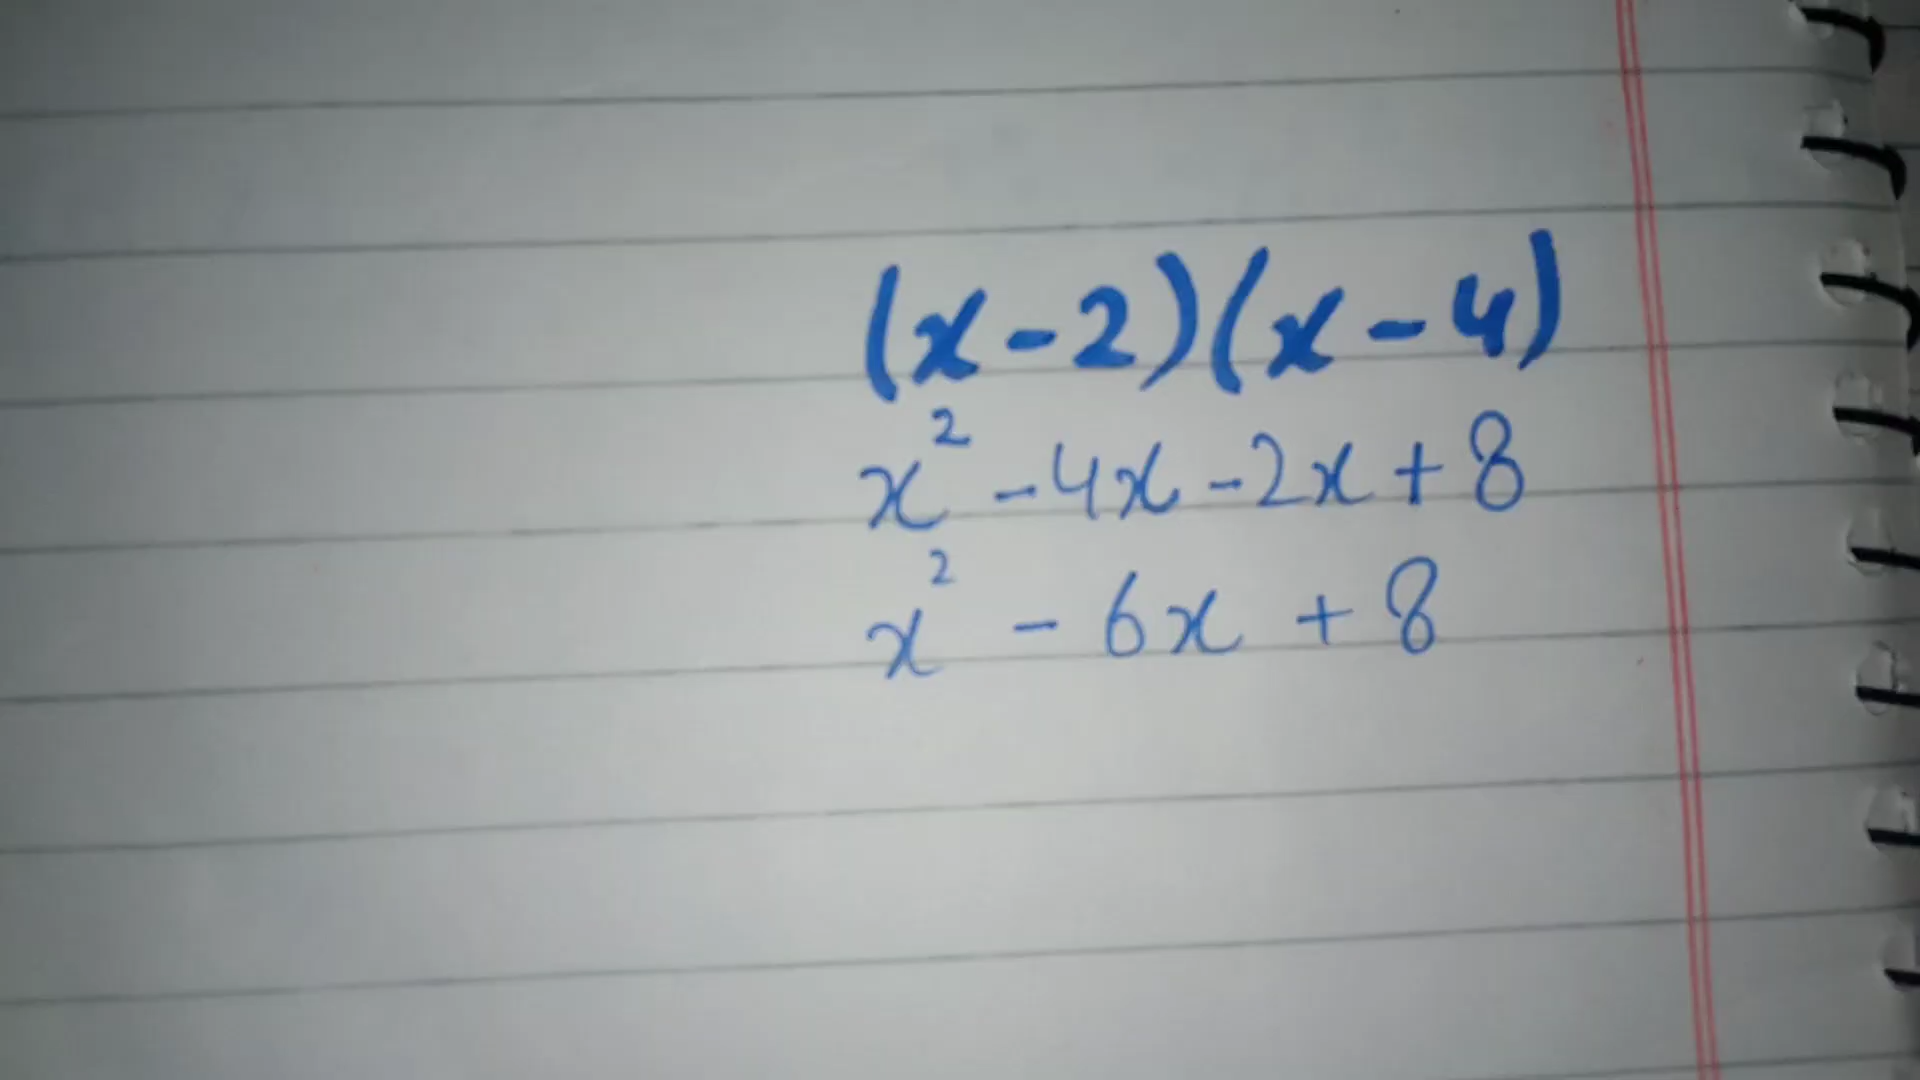 (x-2)(x-4)
x² -4x -2x + 8
x² - 6x + 8